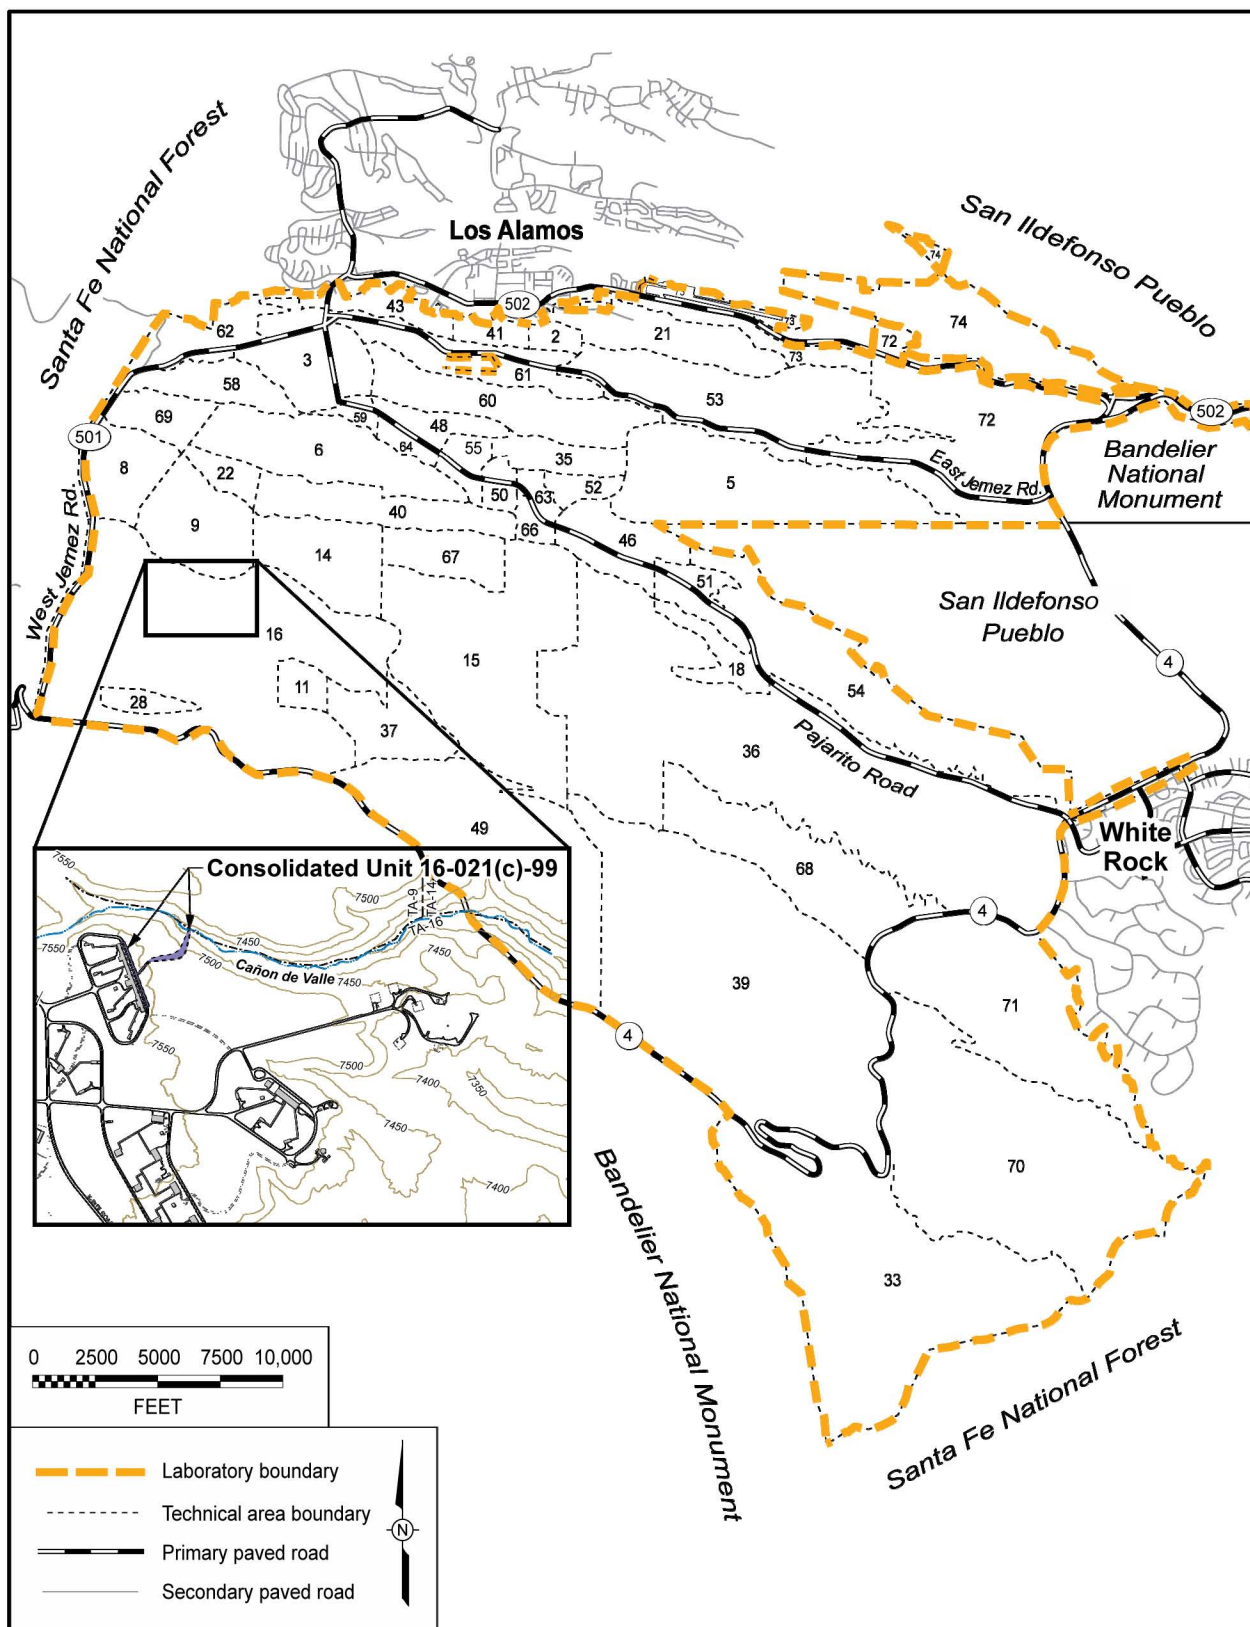 Santa Fe National Forest
Los Alamos
San Ildefonso Pueblo
74
74
502
43
62
41
2
21
73
73
73
72
3
61
58
60
53
72
502
69
59
48
501
6
64
55
35
Bandelier
National
Monument
8
22
5
East Jemez Rd.
50
63
52
9
40
66
46
14
67
51
West Jemez Rd.
San Ildefonso
Pueblo
16
15
18
4
54
11
28
37
36
Pajarito Road
49
White
Rock
68
4
39
71
4
70
33
Bandelier National Monument
Santa Fe National Forest
7550
Consolidated Unit 16-021(c)-99
7500
TA-9
TA-14
TA-16
7550
7450
7500
7450
Cañon de Valle
7450
7550
7500
7400
7350
7450
7400
0 2500 5000 7500 10,000
FEET
Laboratory boundary
Technical area boundary
N
Primary paved road
Secondary paved road